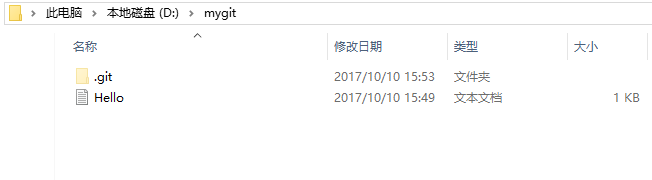 此电脑 > 本地磁盘 (D:) > mygit
名称 修改日期 类型 大小
.git 2017/10/10 15:53 文件夹
Hello 2017/10/10 15:49 文本文档 1 KB